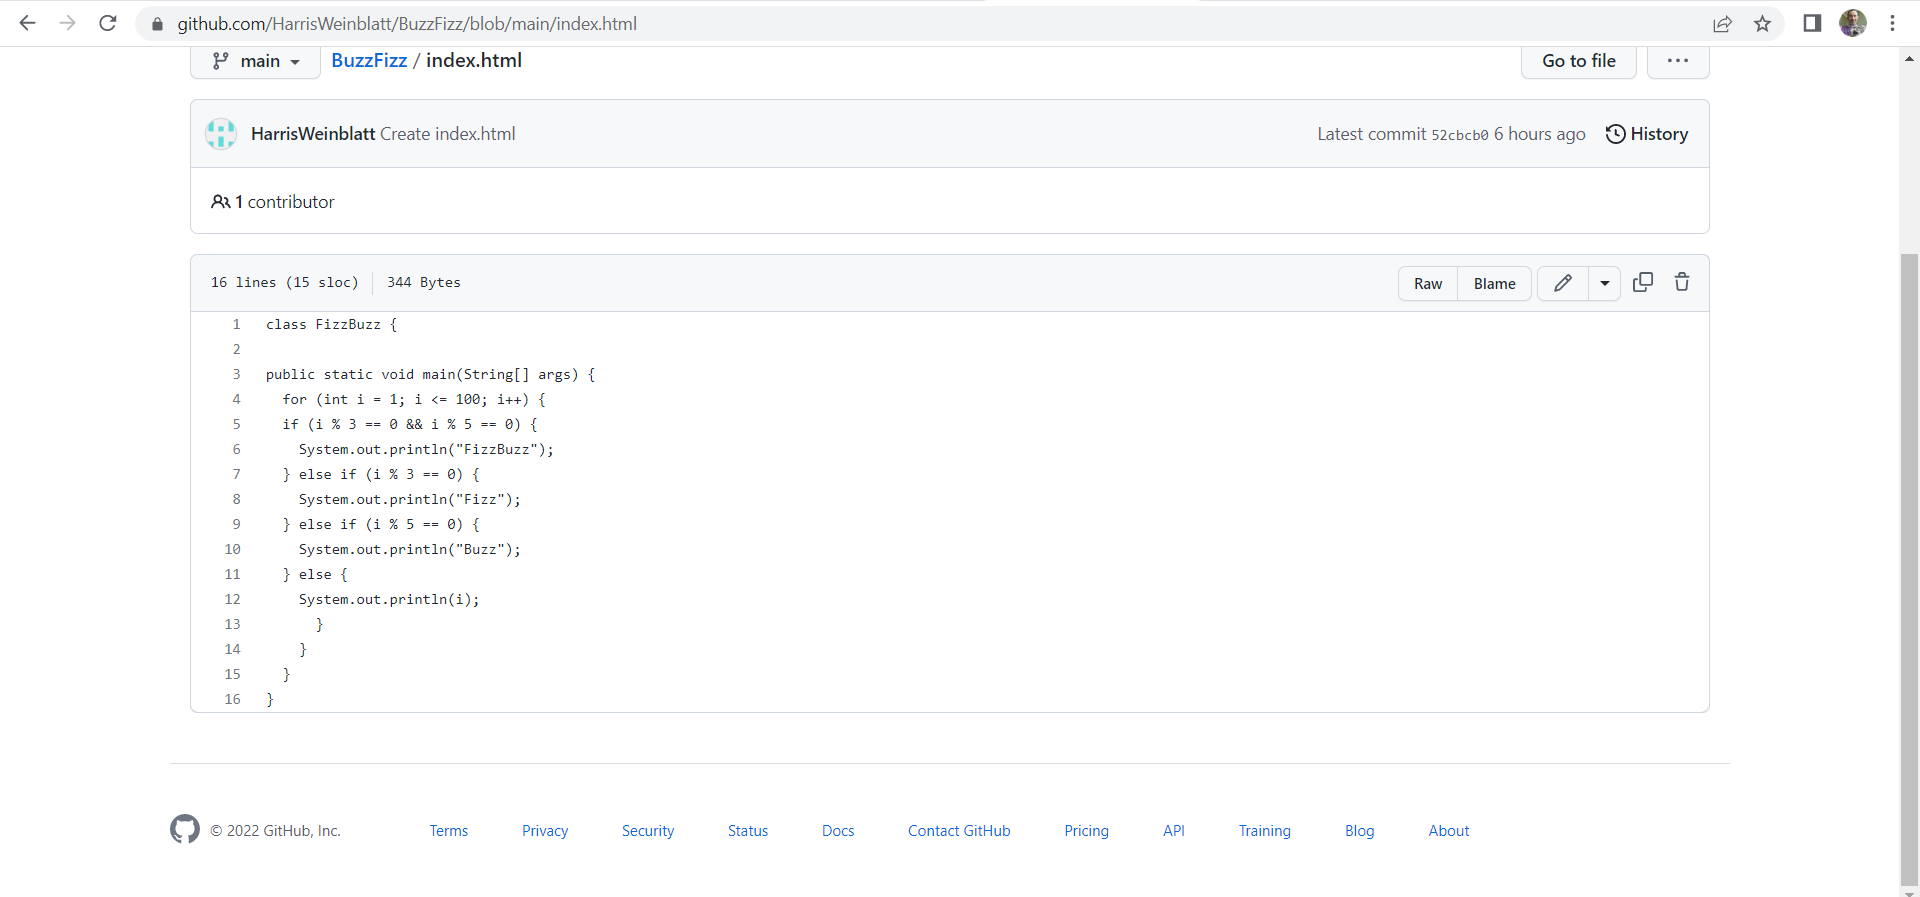 github.com/HarrisWeinblatt/BuzzFizz/blob/main/index.html
main BuzzFizz / index.html Go to file ...
HarrisWeinblatt Create index.html Latest commit 52cbcb0 6 hours ago History
1 contributor
16 lines (15 sloc) 344 Bytes Raw Blame
1 class FizzBuzz {
2
3 public static void main(String[] args) {
4 for (int i = 1; i <= 100; i++) {
5 if (i % 3 == 0 && i % 5 == 0) {
6 System.out.println("FizzBuzz");
7 } else if (i % 3 == 0) {
8 System.out.println("Fizz");
9 } else if (i % 5 == 0) {
10 System.out.println("Buzz");
11 } else {
12 System.out.println(i);
13 }
14 }
15 }
16 }
© 2022 GitHub, Inc. Terms Privacy Security Status Docs Contact GitHub Pricing API Training Blog About